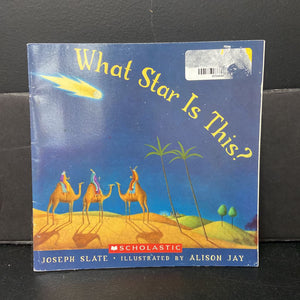 What Star Is This?
SCHOLASTIC
JOSEPH SLATE • ILLUSTRATED BY ALISON JAY